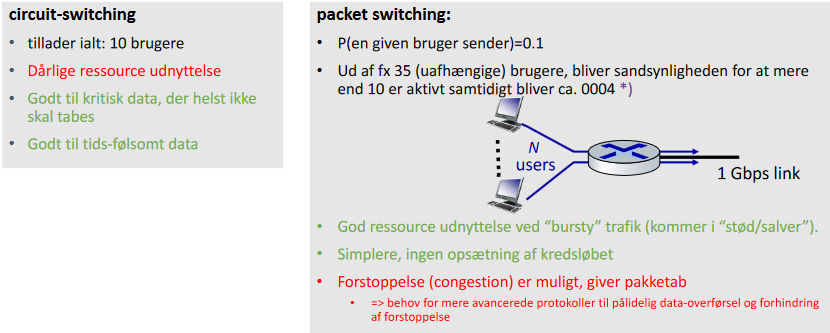 circuit-switching
• tillader ialt: 10 brugere
• Dårlige ressource udnyttelse
• Godt til kritisk data, der helst ikke
skal tabes
• Godt til tids-følsomt data
packet switching:
• P(en given bruger sender)=0.1
• Ud af fx 35 (uafhængige) brugere, bliver sandsynligheden for at mere
end 10 er aktivt samtidigt bliver ca. 0004 *)
N
users
1 Gbps link
• God ressource udnyttelse ved “bursty” trafik (kommer i “stød/salver”).
• Simplere, ingen opsætning af kredsløbet
• Forstoppelse (congestion) er muligt, giver pakketab
• => behov for mere avancerede protokoller til pålidelig data-overførsel og forhindring
af forstoppelse